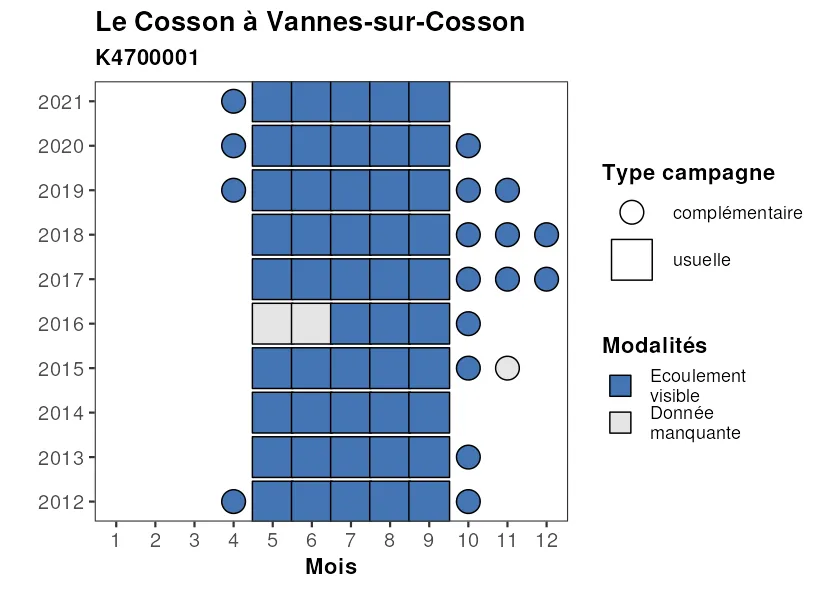 Le Cosson à Vannes-sur-Cosson
K4700001
2021
2020
2019
2018
2017
2016
2015
2014
2013
2012
1 2 3 4 5 6 7 8 9 10 11 12
Mois
Type campagne
complémentaire
usuelle
Modalités
Ecoulement
visible
Donnée
manquante